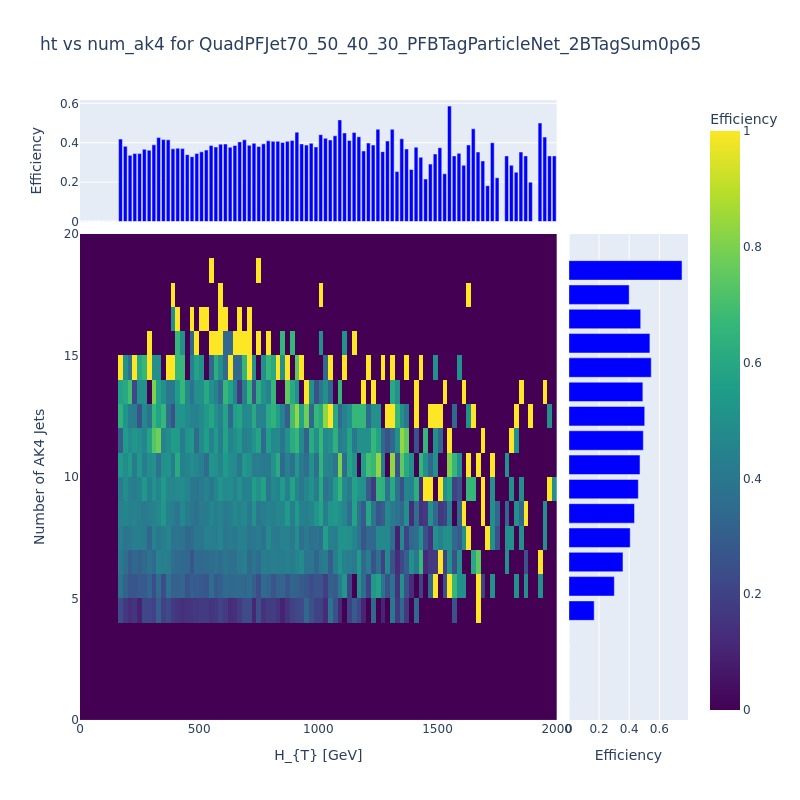 ht vs num_ak4 for QuadPFJet70_50_40_30_PFBTagParticleNet_2BTagSum0p65
Efficiency
0.6
0.4
0.2
0
Efficiency
1
0.8
0.6
0.4
0.2
0
Number of AK4 Jets
20
15
10
5
0
0 500 1000 1500 2000
H_{T} [GeV]
0 0.2 0.4 0.6
Efficiency